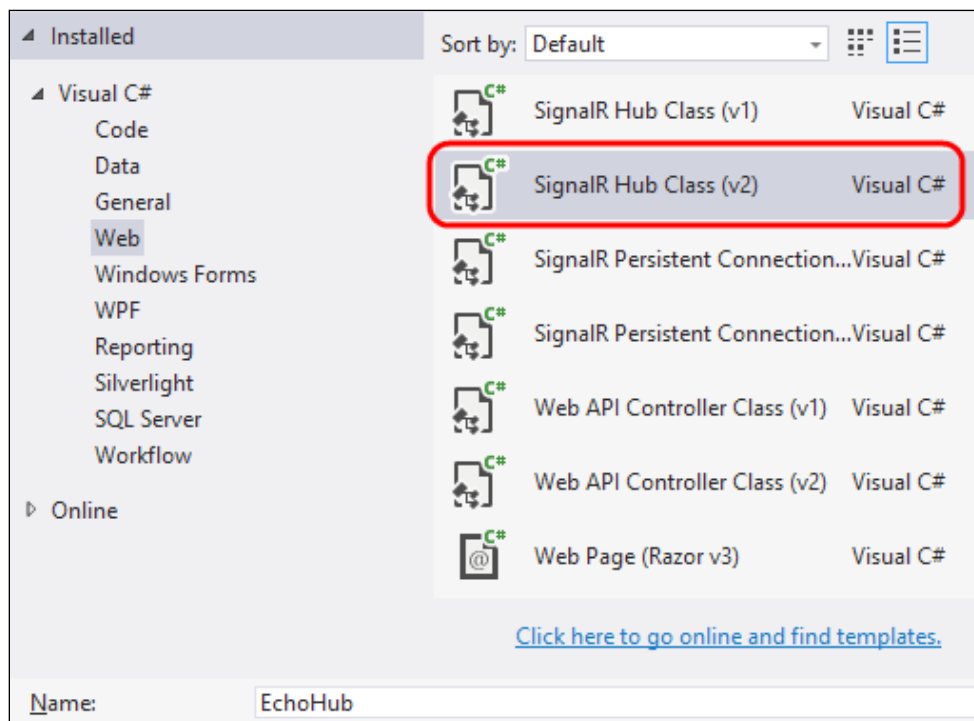 Installed
Sort by: Default
Visual C#
Code
Data
General
Web
Windows Forms
WPF
Reporting
Silverlight
SQL Server
Workflow
Online
C# SignalR Hub Class (v1) Visual C#
C# SignalR Hub Class (v2) Visual C#
C# SignalR Persistent Connection...Visual C#
C# SignalR Persistent Connection...Visual C#
C# Web API Controller Class (v1) Visual C#
C# Web API Controller Class (v2) Visual C#
C# @ Web Page (Razor v3) Visual C#
Click here to go online and find templates.
Name: EchoHub